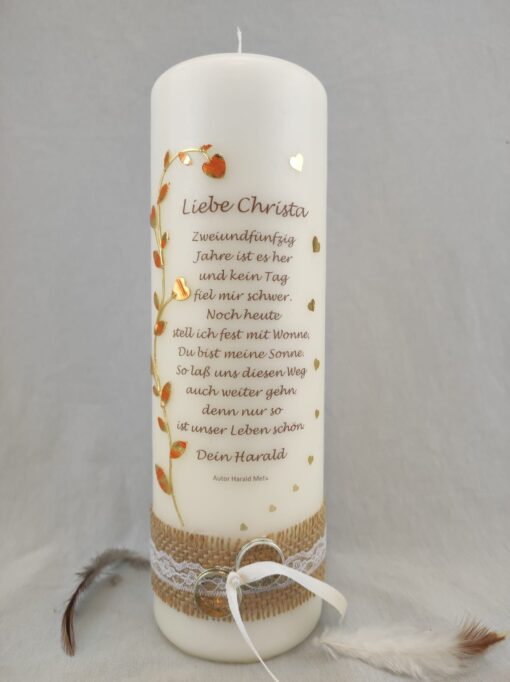 Liebe Christa
Zweiundfünfzig
Jahre ist es her
und kein Tag
fiel mir schwer.
Noch heute
stell ich fest mit Wonne,
Du bist meine Sonne.
So laß uns diesen Weg
auch weiter gehn,
denn nur so
ist unser Leben schön
Dein Harald
Autor Harald Mets